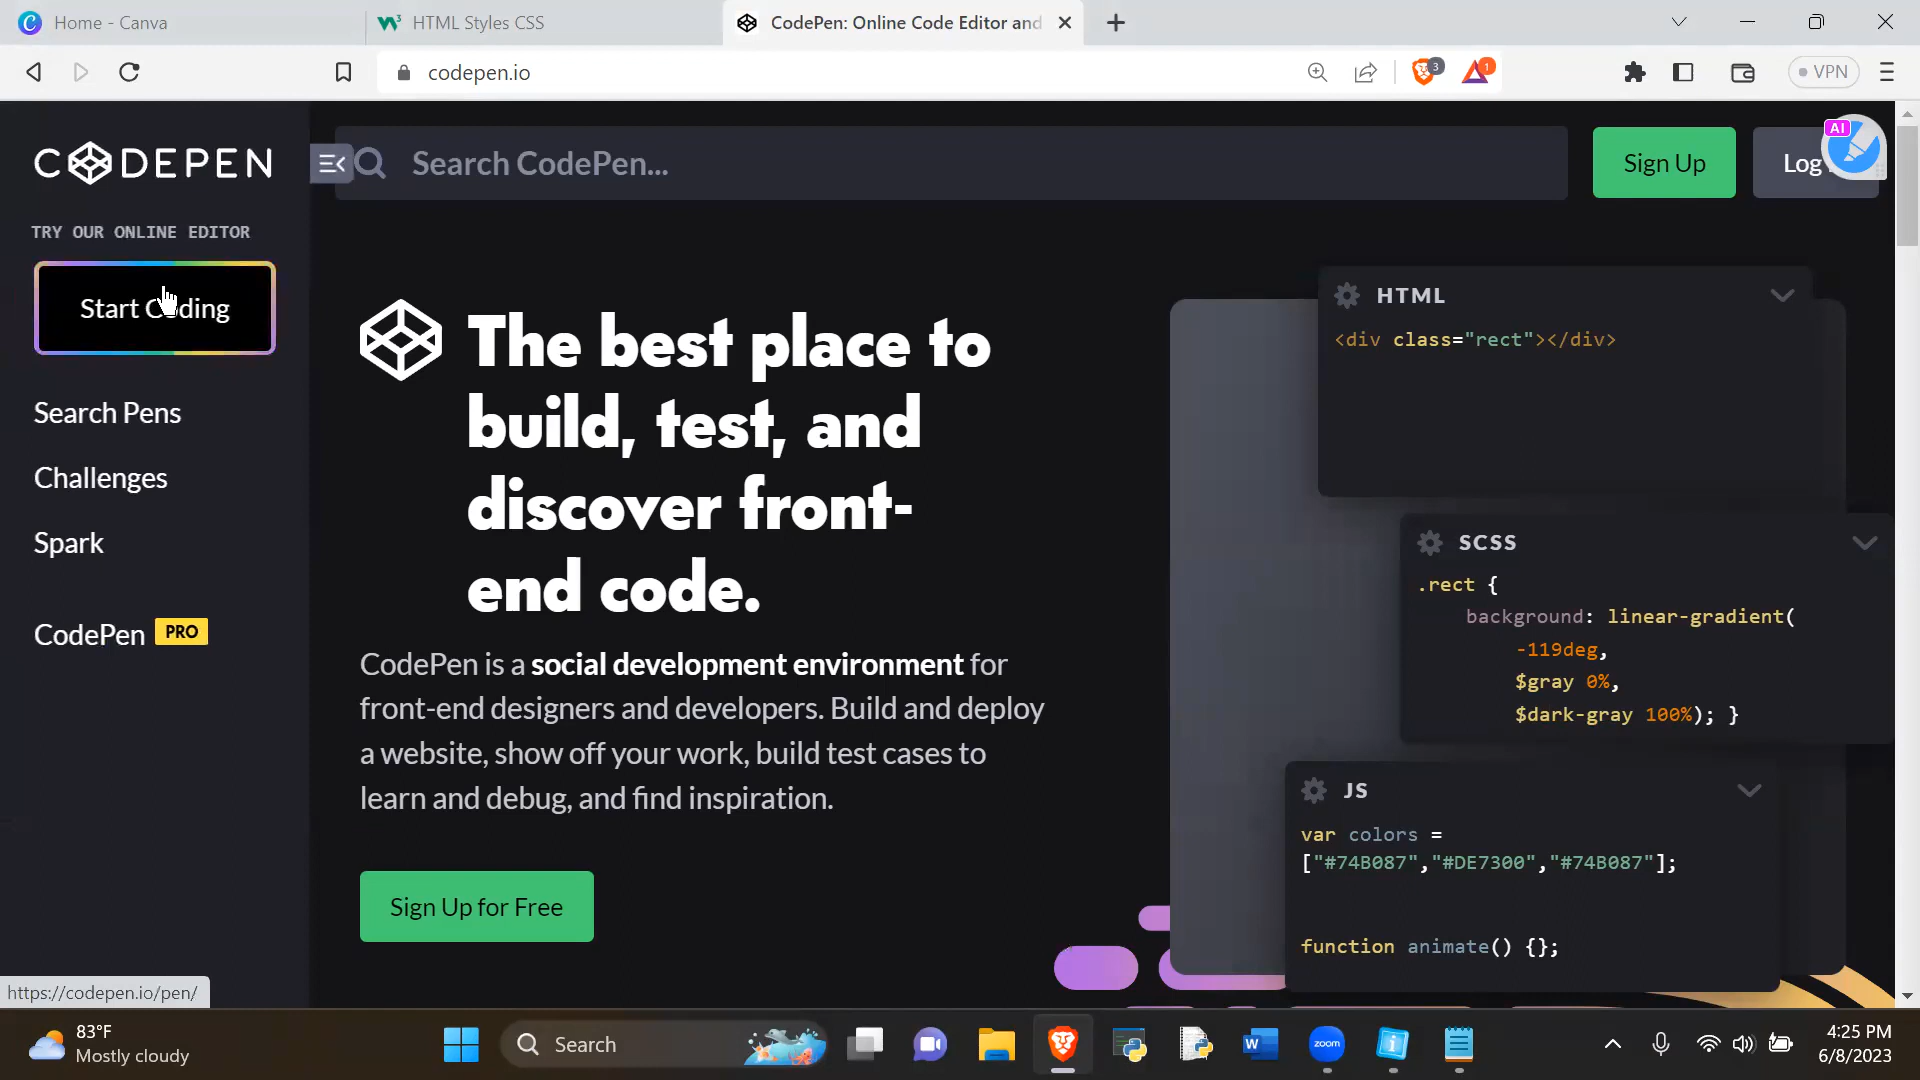 Home - Canva
HTML Styles CSS
CodePen: Online Code Editor and
codepen.io
3
1
VPN
CODEPEN
Search CodePen...
Sign Up
Log
AI
TRY OUR ONLINE EDITOR
Start Coding
Search Pens
Challenges
Spark
CodePen PRO
The best place to
build, test, and
discover front-
end code.
CodePen is a social development environment for
front-end designers and developers. Build and deploy
a website, show off your work, build test cases to
learn and debug, and find inspiration.
Sign Up for Free
HTML
<div class="rect"></div>
SCSS
.rect {
background: linear-gradient(
-119deg,
$gray 0%,
$dark-gray 100%); }
JS
var colors =
["#74B087","#DE7300","#74B087"];
function animate() {};
https://codepen.io/pen/
83°F
Mostly cloudy
Search
W
zoom
4:25 PM
6/8/2023